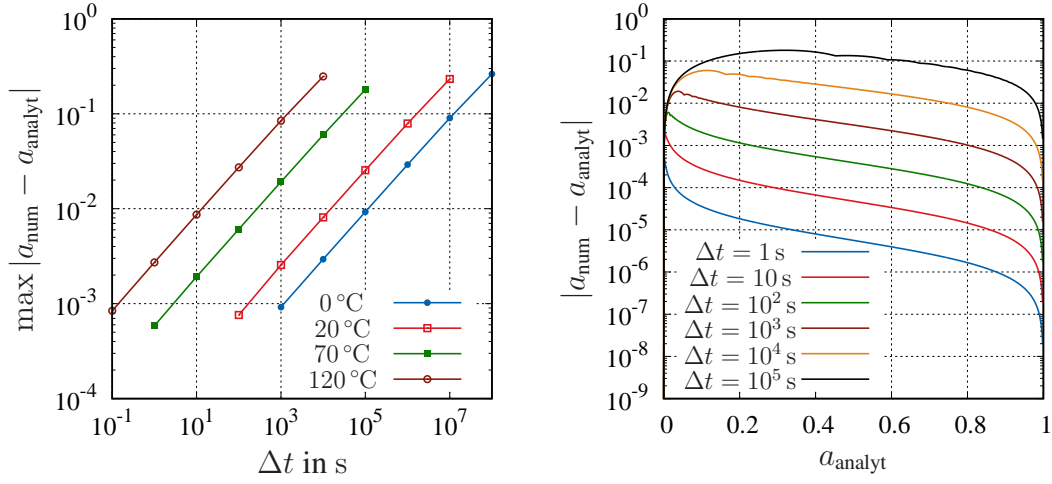 max |a_num − a_analyt|
10^0
10^-1
10^-2
10^-3
10^-4
0 °C
20 °C
70 °C
120 °C
10^-1 10^1 10^3 10^5 10^7
Δt in s
|a_num − a_analyt|
10^0
10^-1
10^-2
10^-3
10^-4
10^-5
10^-6
10^-7
10^-8
10^-9
Δt = 1 s
Δt = 10 s
Δt = 10^2 s
Δt = 10^3 s
Δt = 10^4 s
Δt = 10^5 s
0 0.2 0.4 0.6 0.8 1
a_analyt